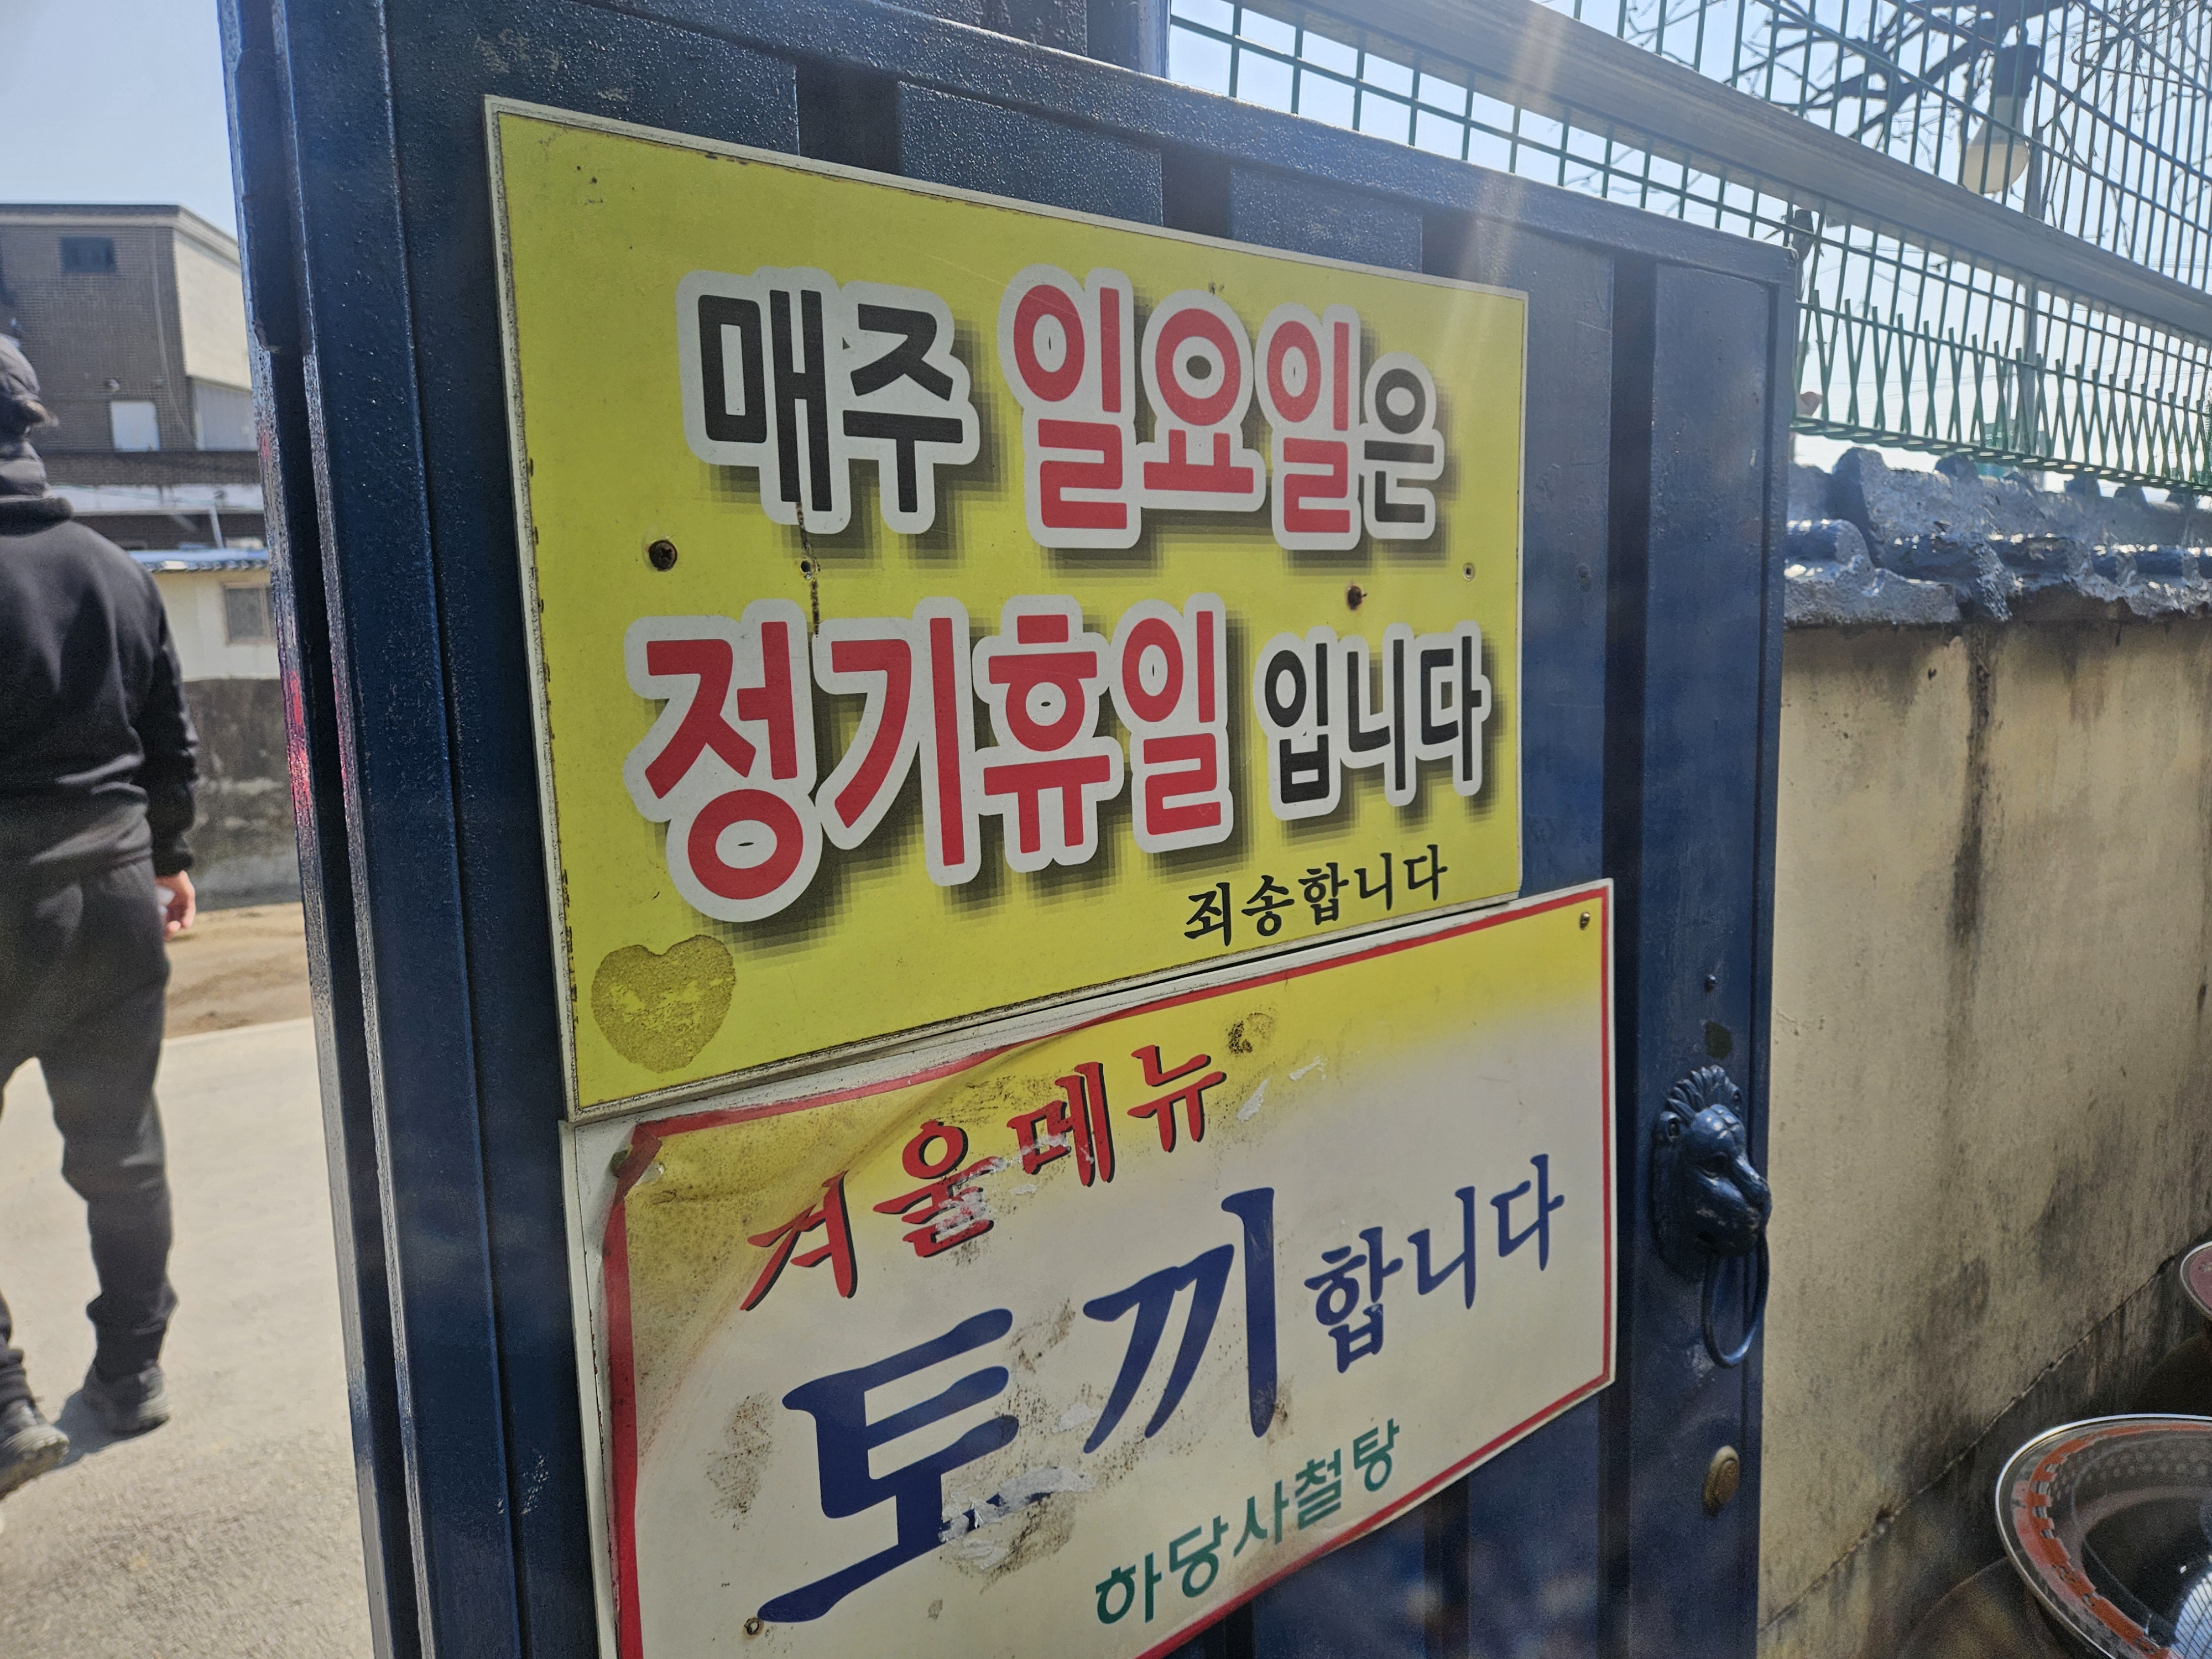 매주 일요일은
정기휴일 입니다
죄송합니다
겨울메뉴
토끼합니다
하당사철탕